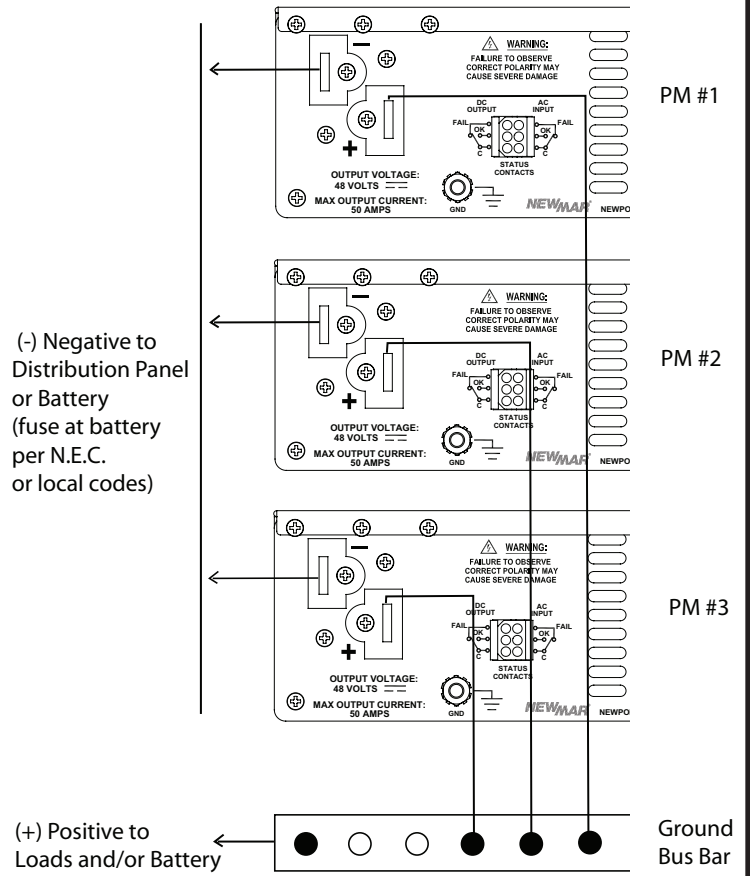 WARNING:
FAILURE TO OBSERVE
CORRECT POLARITY MAY
CAUSE SEVERE DAMAGE
−
+
DC
OUTPUT
AC
INPUT
FAIL
OK
OK
FAIL
C
C
STATUS
CONTACTS
OUTPUT VOLTAGE:
48 VOLTS
MAX OUTPUT CURRENT:
50 AMPS
GND
NEWMAR
NEWPO
PM #1
WARNING:
FAILURE TO OBSERVE
CORRECT POLARITY MAY
CAUSE SEVERE DAMAGE
−
+
DC
OUTPUT
AC
INPUT
FAIL
OK
OK
FAIL
C
C
STATUS
CONTACTS
OUTPUT VOLTAGE:
48 VOLTS
MAX OUTPUT CURRENT:
50 AMPS
GND
NEWMAR
NEWPO
PM #2
(-) Negative to
Distribution Panel
or Battery
(fuse at battery
per N.E.C.
or local codes)
WARNING:
FAILURE TO OBSERVE
CORRECT POLARITY MAY
CAUSE SEVERE DAMAGE
−
+
DC
OUTPUT
AC
INPUT
FAIL
OK
OK
FAIL
C
C
STATUS
CONTACTS
OUTPUT VOLTAGE:
48 VOLTS
MAX OUTPUT CURRENT:
50 AMPS
GND
NEWMAR
NEWPO
PM #3
(+) Positive to
Loads and/or Battery
Ground
Bus Bar